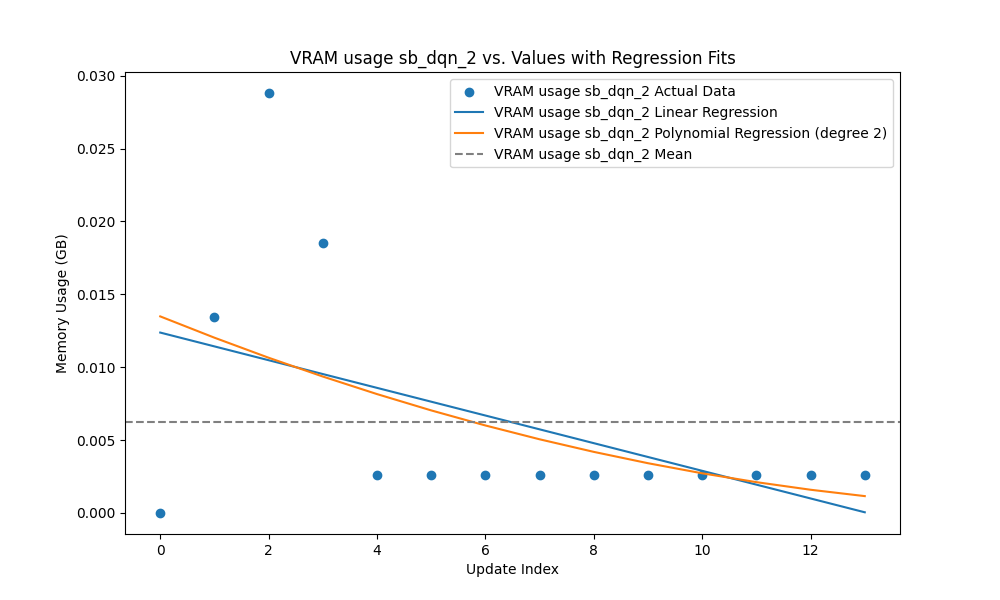 VRAM usage sb_dqn_2 vs. Values with Regression Fits
VRAM usage sb_dqn_2 Actual Data
VRAM usage sb_dqn_2 Linear Regression
VRAM usage sb_dqn_2 Polynomial Regression (degree 2)
VRAM usage sb_dqn_2 Mean
Memory Usage (GB)
0.030
0.025
0.020
0.015
0.010
0.005
0.000
0 2 4 6 8 10 12
Update Index